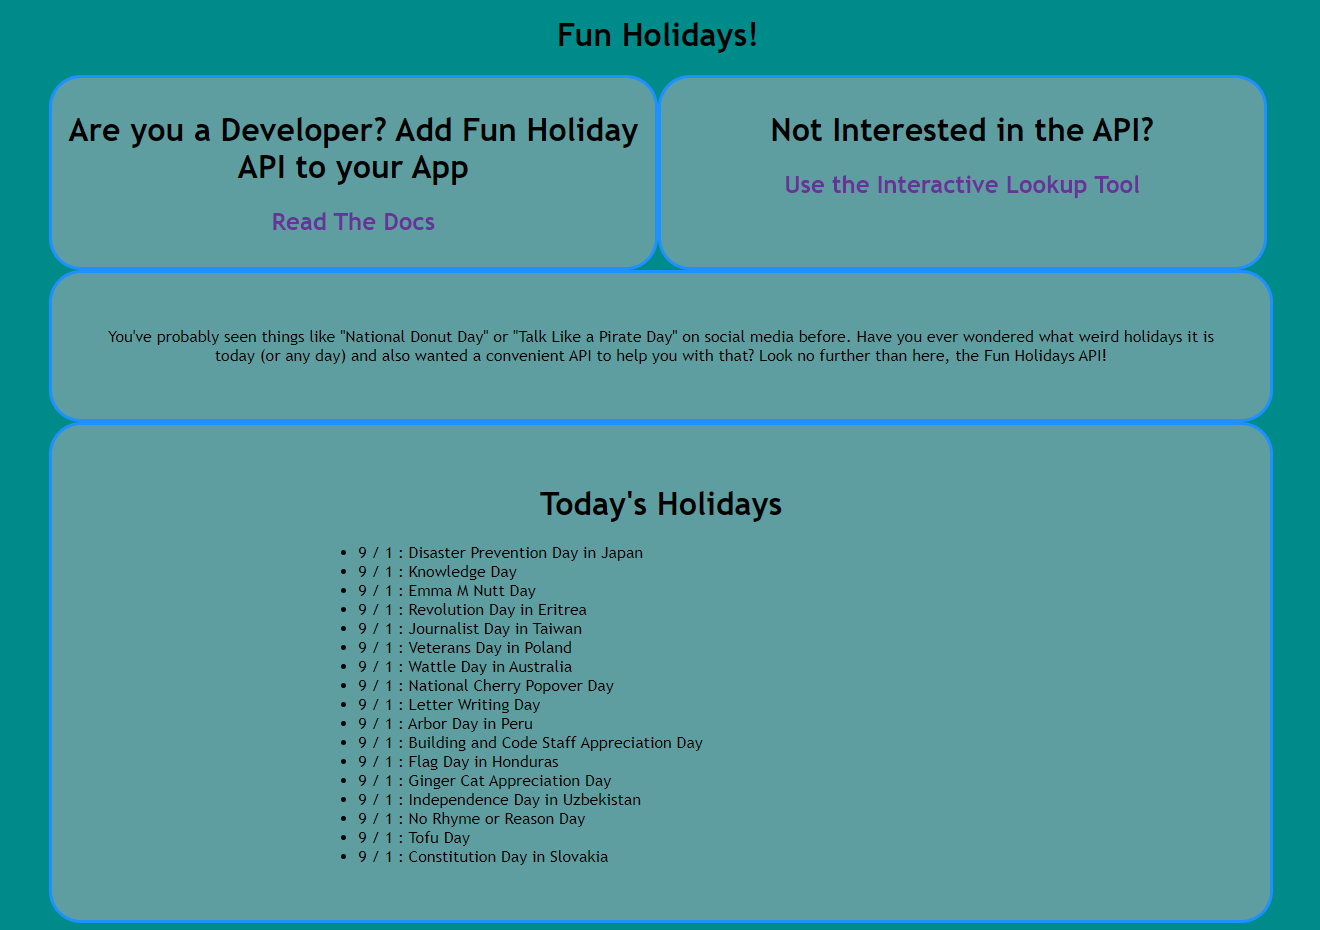 Fun Holidays!
Are you a Developer? Add Fun Holiday
API to your App
Read The Docs
Not Interested in the API?
Use the Interactive Lookup Tool
You've probably seen things like "National Donut Day" or "Talk Like a Pirate Day" on social media before. Have you ever wondered what weird holidays it is
today (or any day) and also wanted a convenient API to help you with that? Look no further than here, the Fun Holidays API!
Today's Holidays
• 9 / 1 : Disaster Prevention Day in Japan
• 9 / 1 : Knowledge Day
• 9 / 1 : Emma M Nutt Day
• 9 / 1 : Revolution Day in Eritrea
• 9 / 1 : Journalist Day in Taiwan
• 9 / 1 : Veterans Day in Poland
• 9 / 1 : Wattle Day in Australia
• 9 / 1 : National Cherry Popover Day
• 9 / 1 : Letter Writing Day
• 9 / 1 : Arbor Day in Peru
• 9 / 1 : Building and Code Staff Appreciation Day
• 9 / 1 : Flag Day in Honduras
• 9 / 1 : Ginger Cat Appreciation Day
• 9 / 1 : Independence Day in Uzbekistan
• 9 / 1 : No Rhyme or Reason Day
• 9 / 1 : Tofu Day
• 9 / 1 : Constitution Day in Slovakia